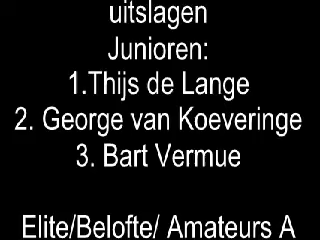 uitslagen
Junioren:
1.Thijs de Lange
2. George van Koeveringe
3. Bart Vermue
Elite/Belofte/ Amateurs A